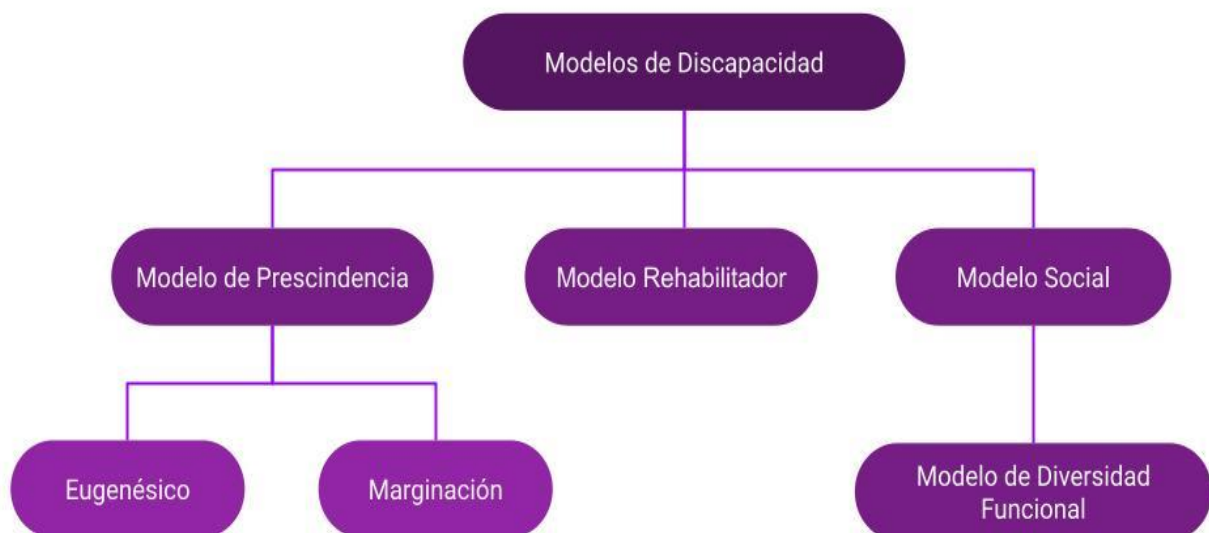 Modelos de Discapacidad
Modelo de Prescindencia
Modelo Rehabilitador
Modelo Social
Eugenésico
Marginación
Modelo de Diversidad
Funcional